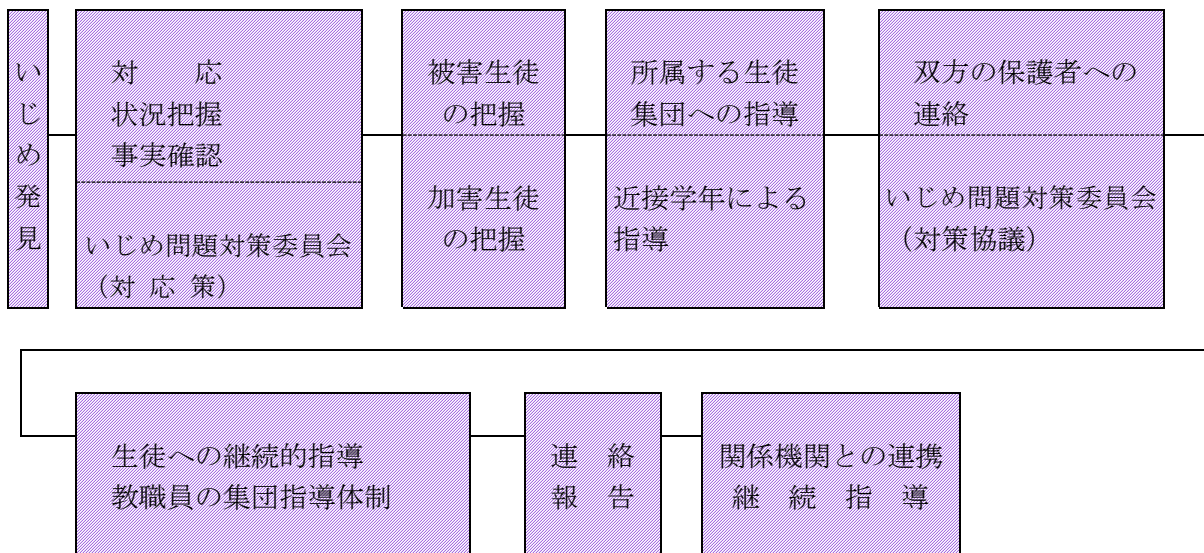 いじめ発見
対　　応
状況把握
事実確認
いじめ問題対策委員会
（対 応 策）
被害生徒
の把握
加害生徒
の把握
所属する生徒
集団への指導
近接学年による
指導
双方の保護者への
連絡
いじめ問題対策委員会
（対策協議）
生徒への継続的指導
教職員の集団指導体制
連　絡
報　告
関係機関との連携
継　続　指　導